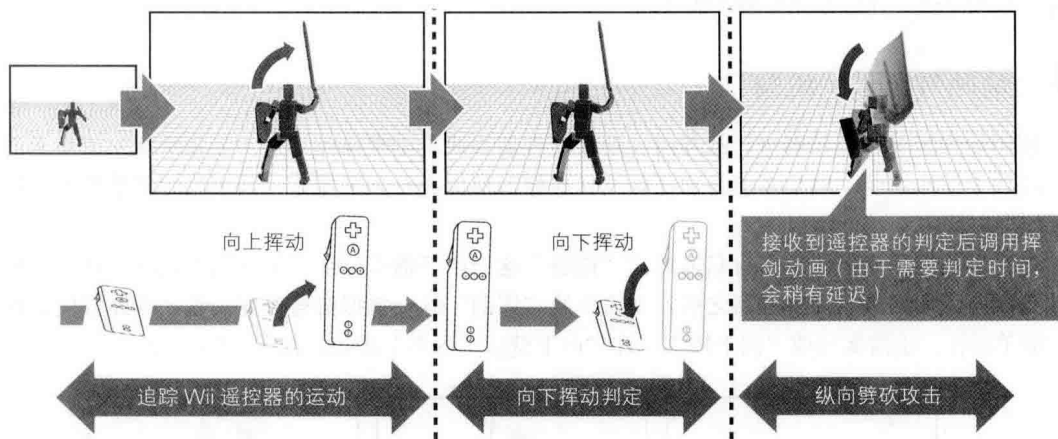 向上挥动
向下挥动
接收到遥控器的判定后调用挥
剑动画（由于需要判定时间，
会稍有延迟）
A
A
追踪 Wii 遥控器的运动
向下挥动判定
纵向劈砍攻击